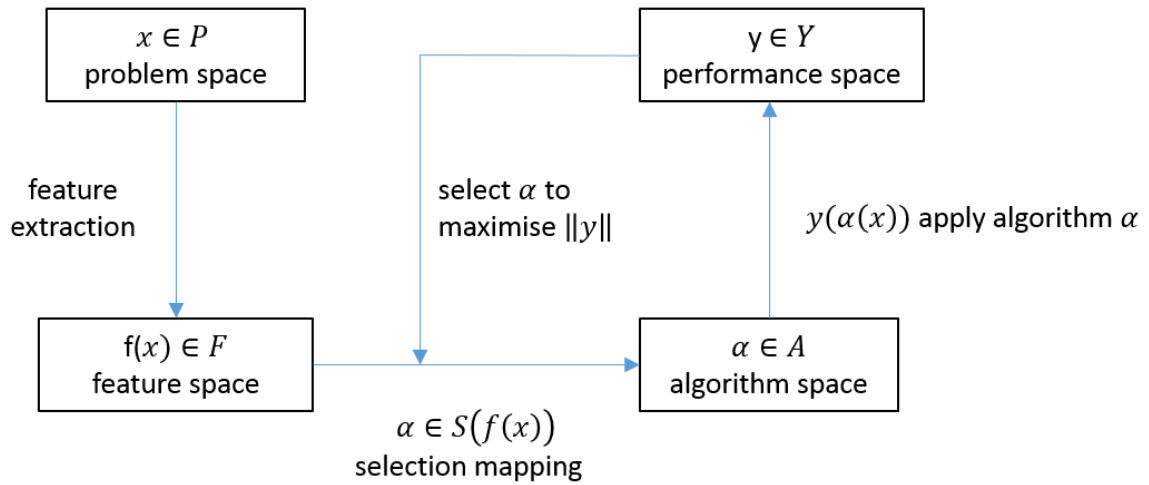 x ∈ P
problem space
y ∈ Y
performance space
feature
extraction
select α to
maximise ‖y‖
y(α(x)) apply algorithm α
f(x) ∈ F
feature space
α ∈ A
algorithm space
α ∈ S(f(x))
selection mapping